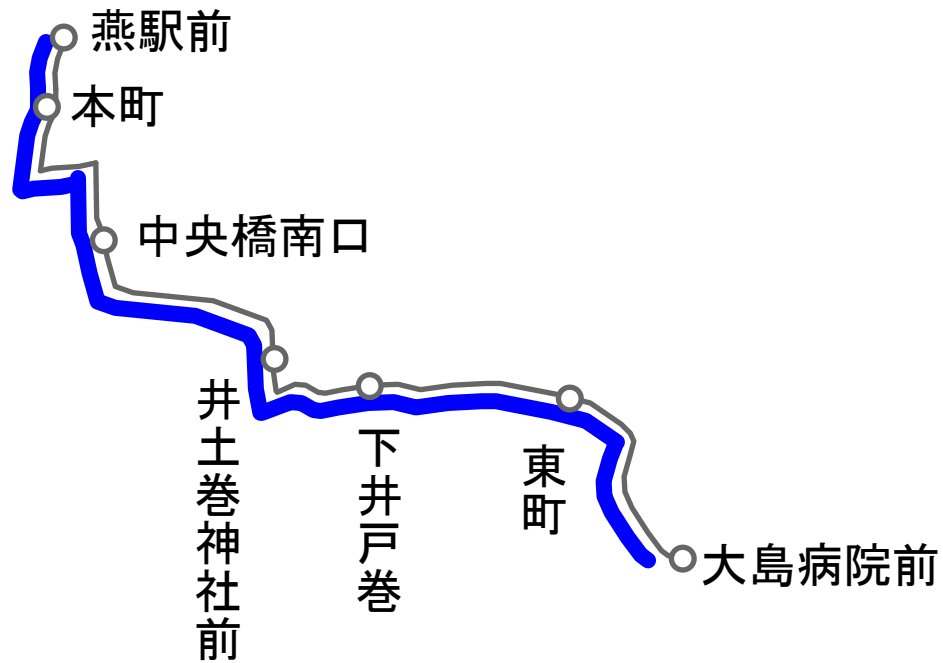 燕駅前
本町
中央橋南口
井土巻神社前
下井戸巻
東町
大島病院前